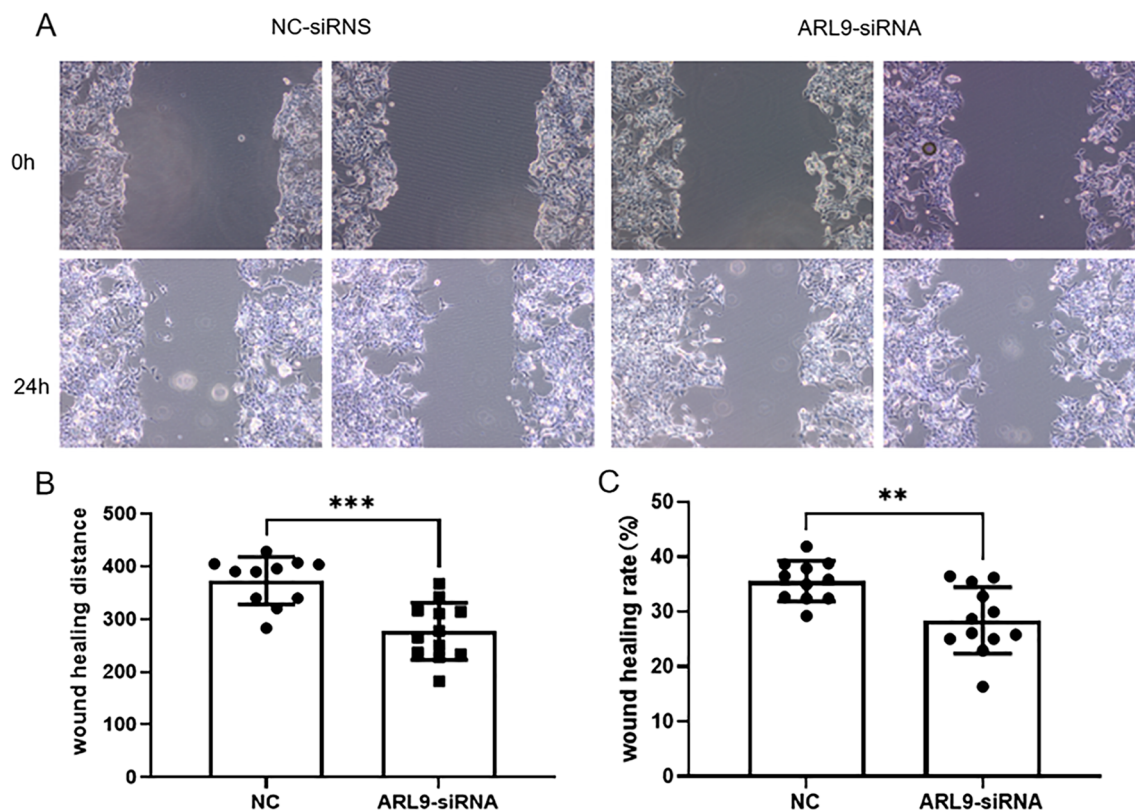 A
NC-siRNS
ARL9-siRNA
0h
24h
B
***
wound healing distance
500
400
300
200
100
0
NC
ARL9-siRNA
C
**
wound healing rate(%)
50
40
30
20
10
0
NC
ARL9-siRNA